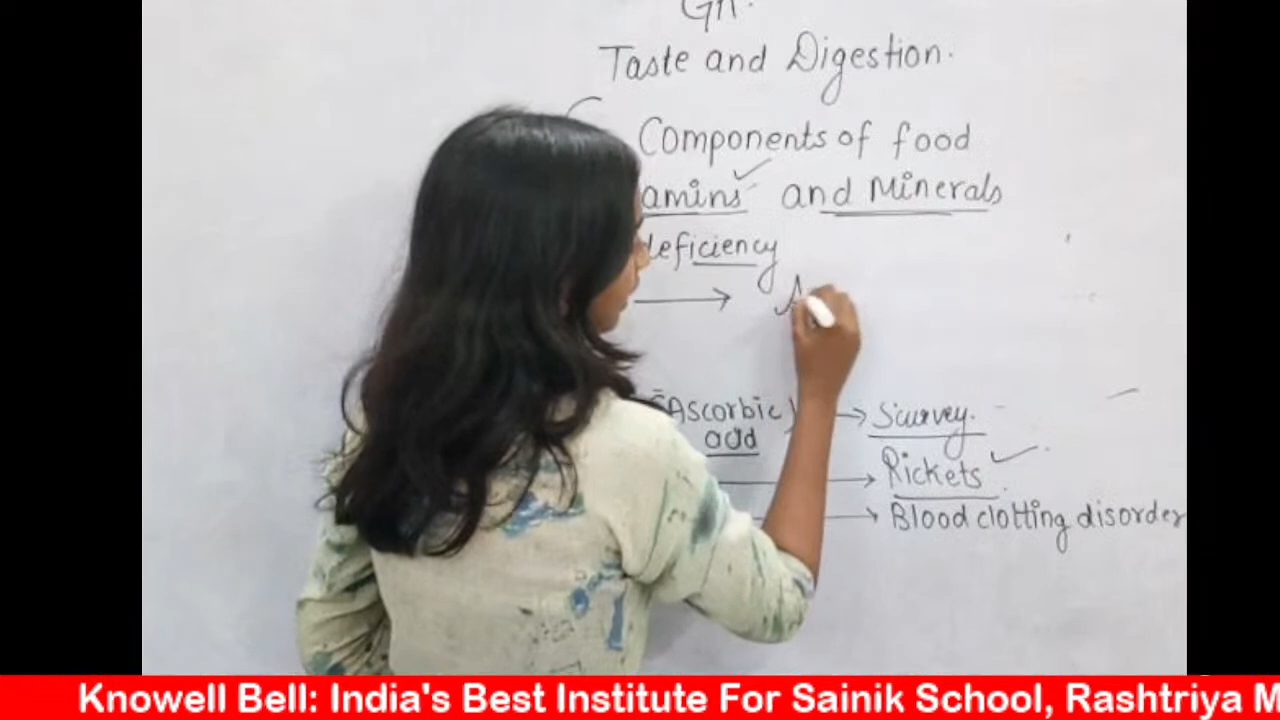 GK.
Taste and Digestion.
Components of food
amins and Minerals
deficiency
(Ascorbic acid) → Scurvey.
→ Rickets
→ Blood clotting disorder
Knowell Bell: India's Best Institute For Sainik School, Rashtriya M